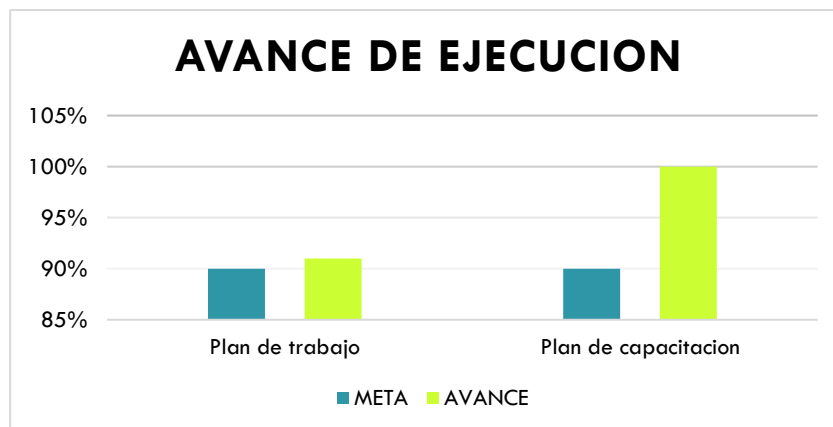 AVANCE DE EJECUCION
105%
100%
95%
90%
85%
Plan de trabajo Plan de capacitacion
META AVANCE